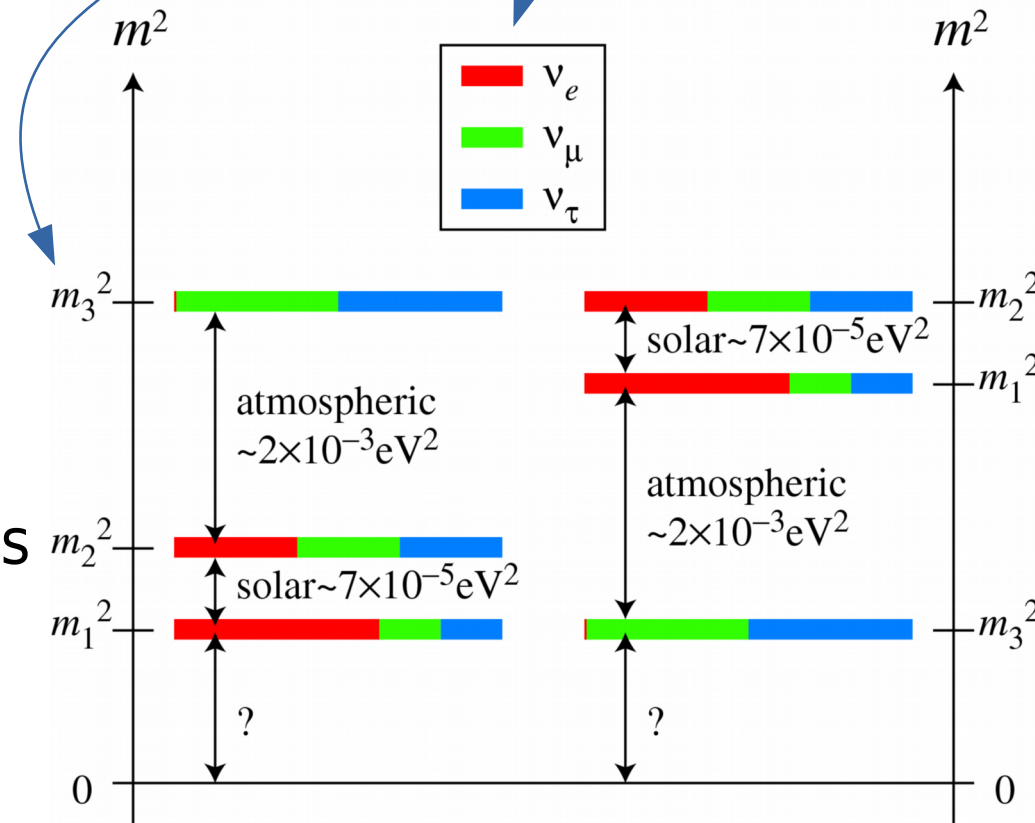 m²
m²
νe
νμ
ντ
m₃²
m₂²
solar~7×10⁻⁵eV²
m₁²
atmospheric
~2×10⁻³eV²
atmospheric
~2×10⁻³eV²
s
m₂²
solar~7×10⁻⁵eV²
m₁²
m₃²
?
?
0
0